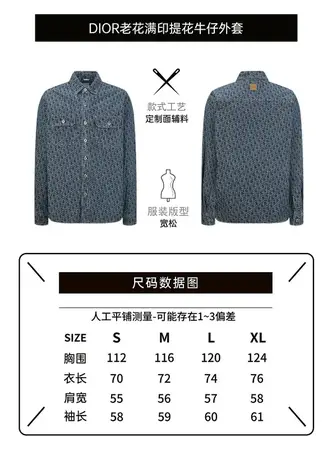 DIOR老花满印提花牛仔外套
款式工艺
定制面辅料
服装版型
宽松
尺码数据图
人工平铺测量-可能存在1~3偏差
SIZE S M L XL
胸围 112 116 120 124
衣长 70 72 74 76
肩宽 55 56 57 58
袖长 58 59 60 61